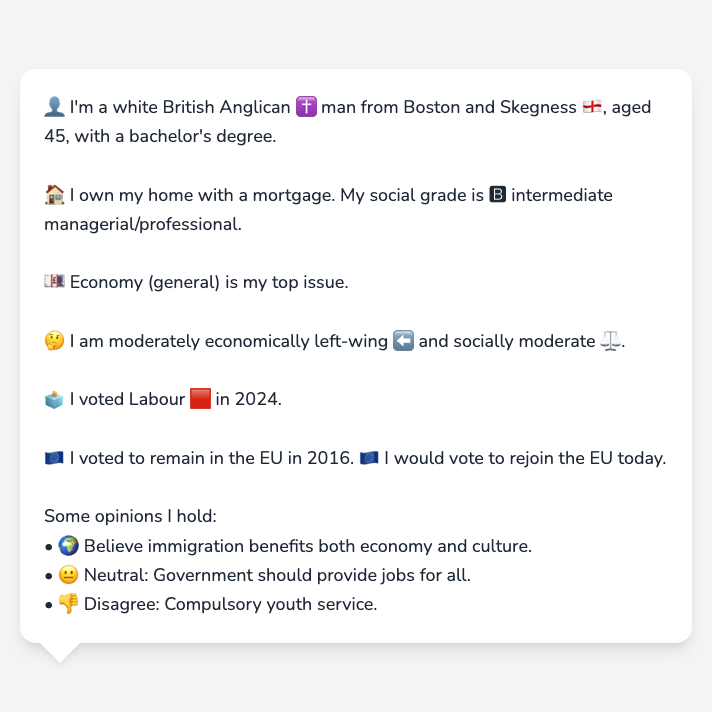 👤 I'm a white British Anglican ✝️ man from Boston and Skegness 🏴󠁧󠁢󠁥󠁮󠁧󠁿, aged
45, with a bachelor's degree.
🏠 I own my home with a mortgage. My social grade is 🅱 intermediate
managerial/professional.
💷 Economy (general) is my top issue.
🤔 I am moderately economically left-wing ⬅️ and socially moderate ⚖️.
🗳️ I voted Labour 🟥 in 2024.
🇪🇺 I voted to remain in the EU in 2016. 🇪🇺 I would vote to rejoin the EU today.
Some opinions I hold:
• 🌍 Believe immigration benefits both economy and culture.
• 😐 Neutral: Government should provide jobs for all.
• 👎 Disagree: Compulsory youth service.